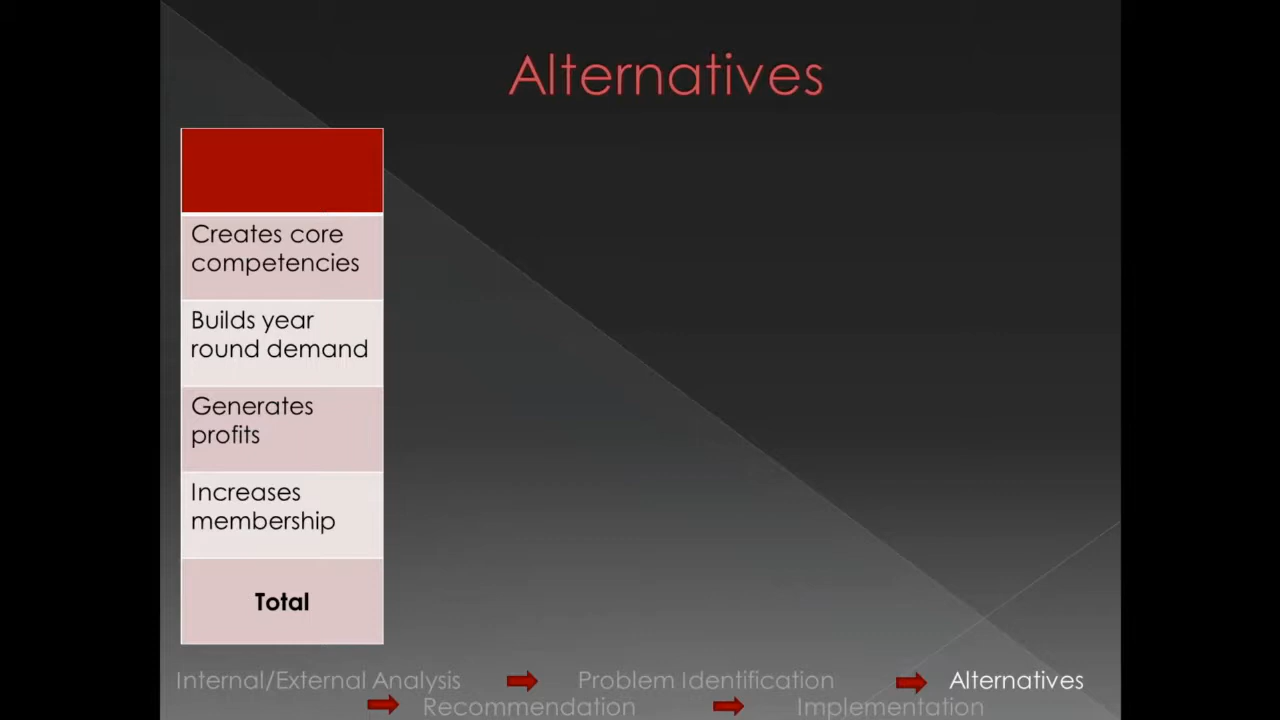 Alternatives
Creates core
competencies
Builds year
round demand
Generates
profits
Increases
membership
Total
Internal/External Analysis Problem Identification Alternatives
Recommendation Implementation